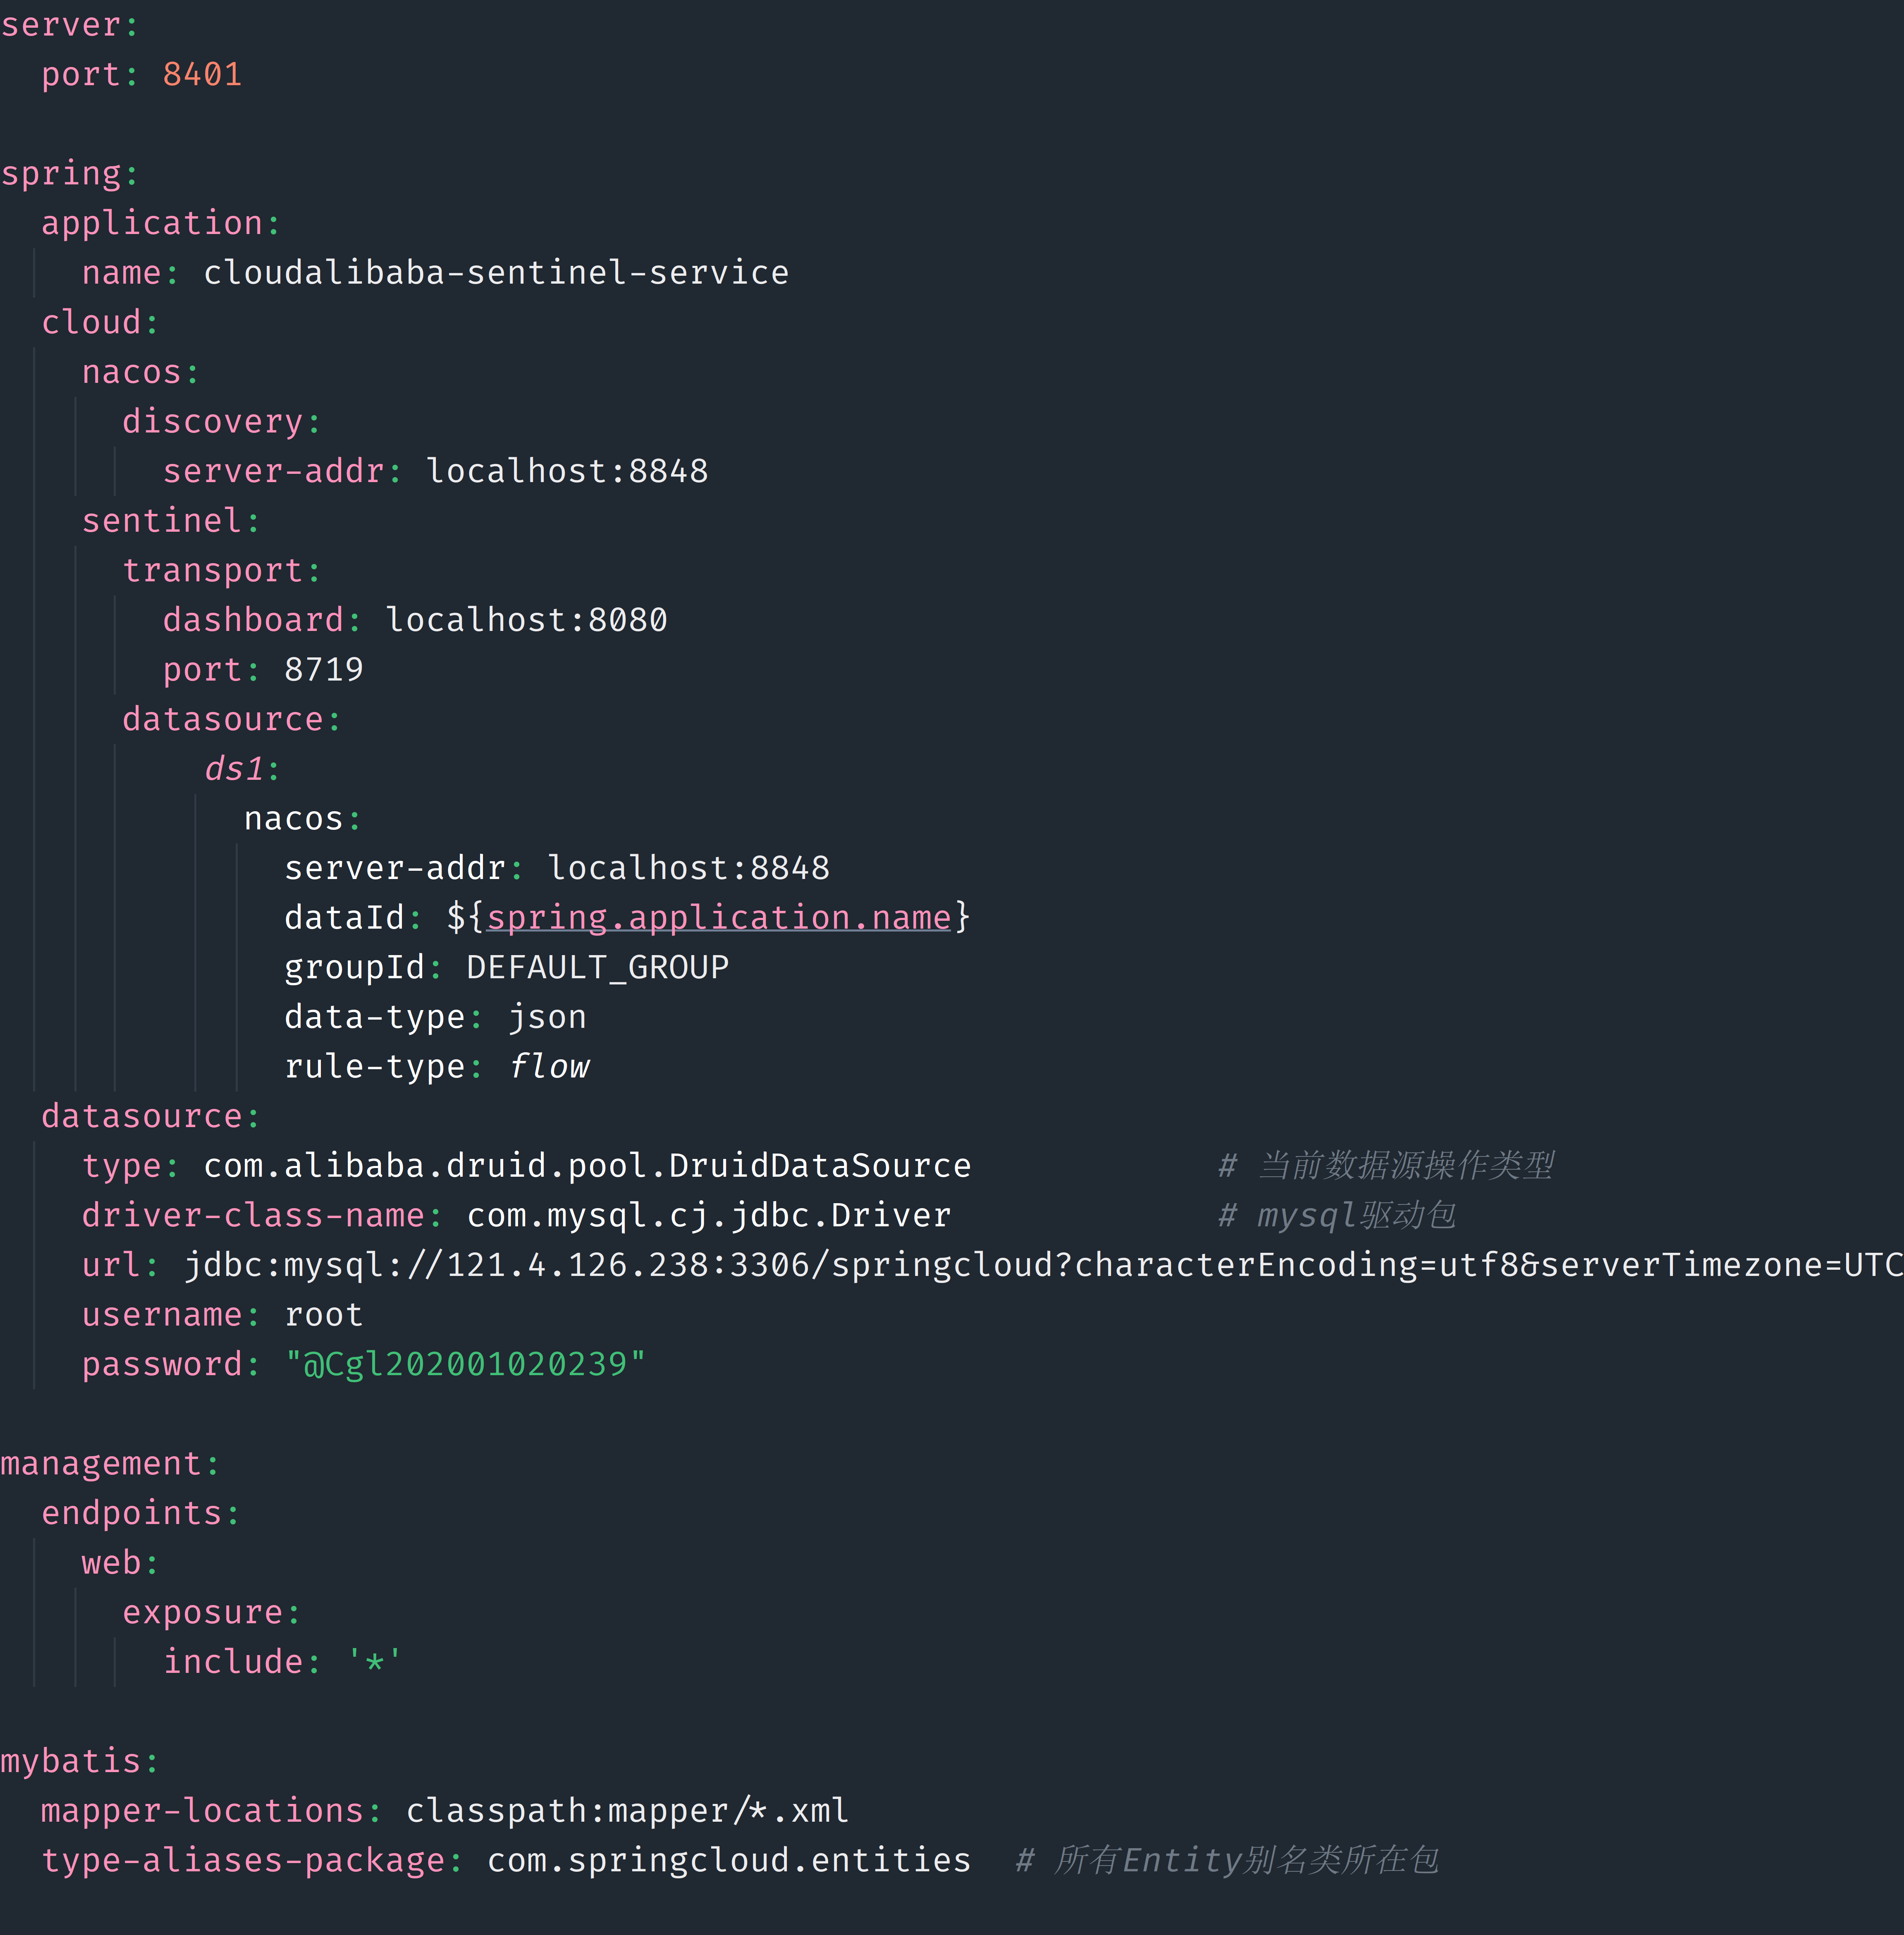 server:
  port: 8401

spring:
  application:
    name: cloudalibaba-sentinel-service
  cloud:
    nacos:
      discovery:
        server-addr: localhost:8848
    sentinel:
      transport:
        dashboard: localhost:8080
        port: 8719
      datasource:
          ds1:
            nacos:
              server-addr: localhost:8848
              dataId: ${spring.application.name}
              groupId: DEFAULT_GROUP
              data-type: json
              rule-type: flow
  datasource:
    type: com.alibaba.druid.pool.DruidDataSource            # 当前数据源操作类型
    driver-class-name: com.mysql.cj.jdbc.Driver             # mysql驱动包
    url: jdbc:mysql://121.4.126.238:3306/springcloud?characterEncoding=utf8&serverTimezone=UTC
    username: root
    password: "@Cgl202001020239"

management:
  endpoints:
    web:
      exposure:
        include: '*'

mybatis:
  mapper-locations: classpath:mapper/*.xml
  type-aliases-package: com.springcloud.entities  # 所有Entity别名类所在包